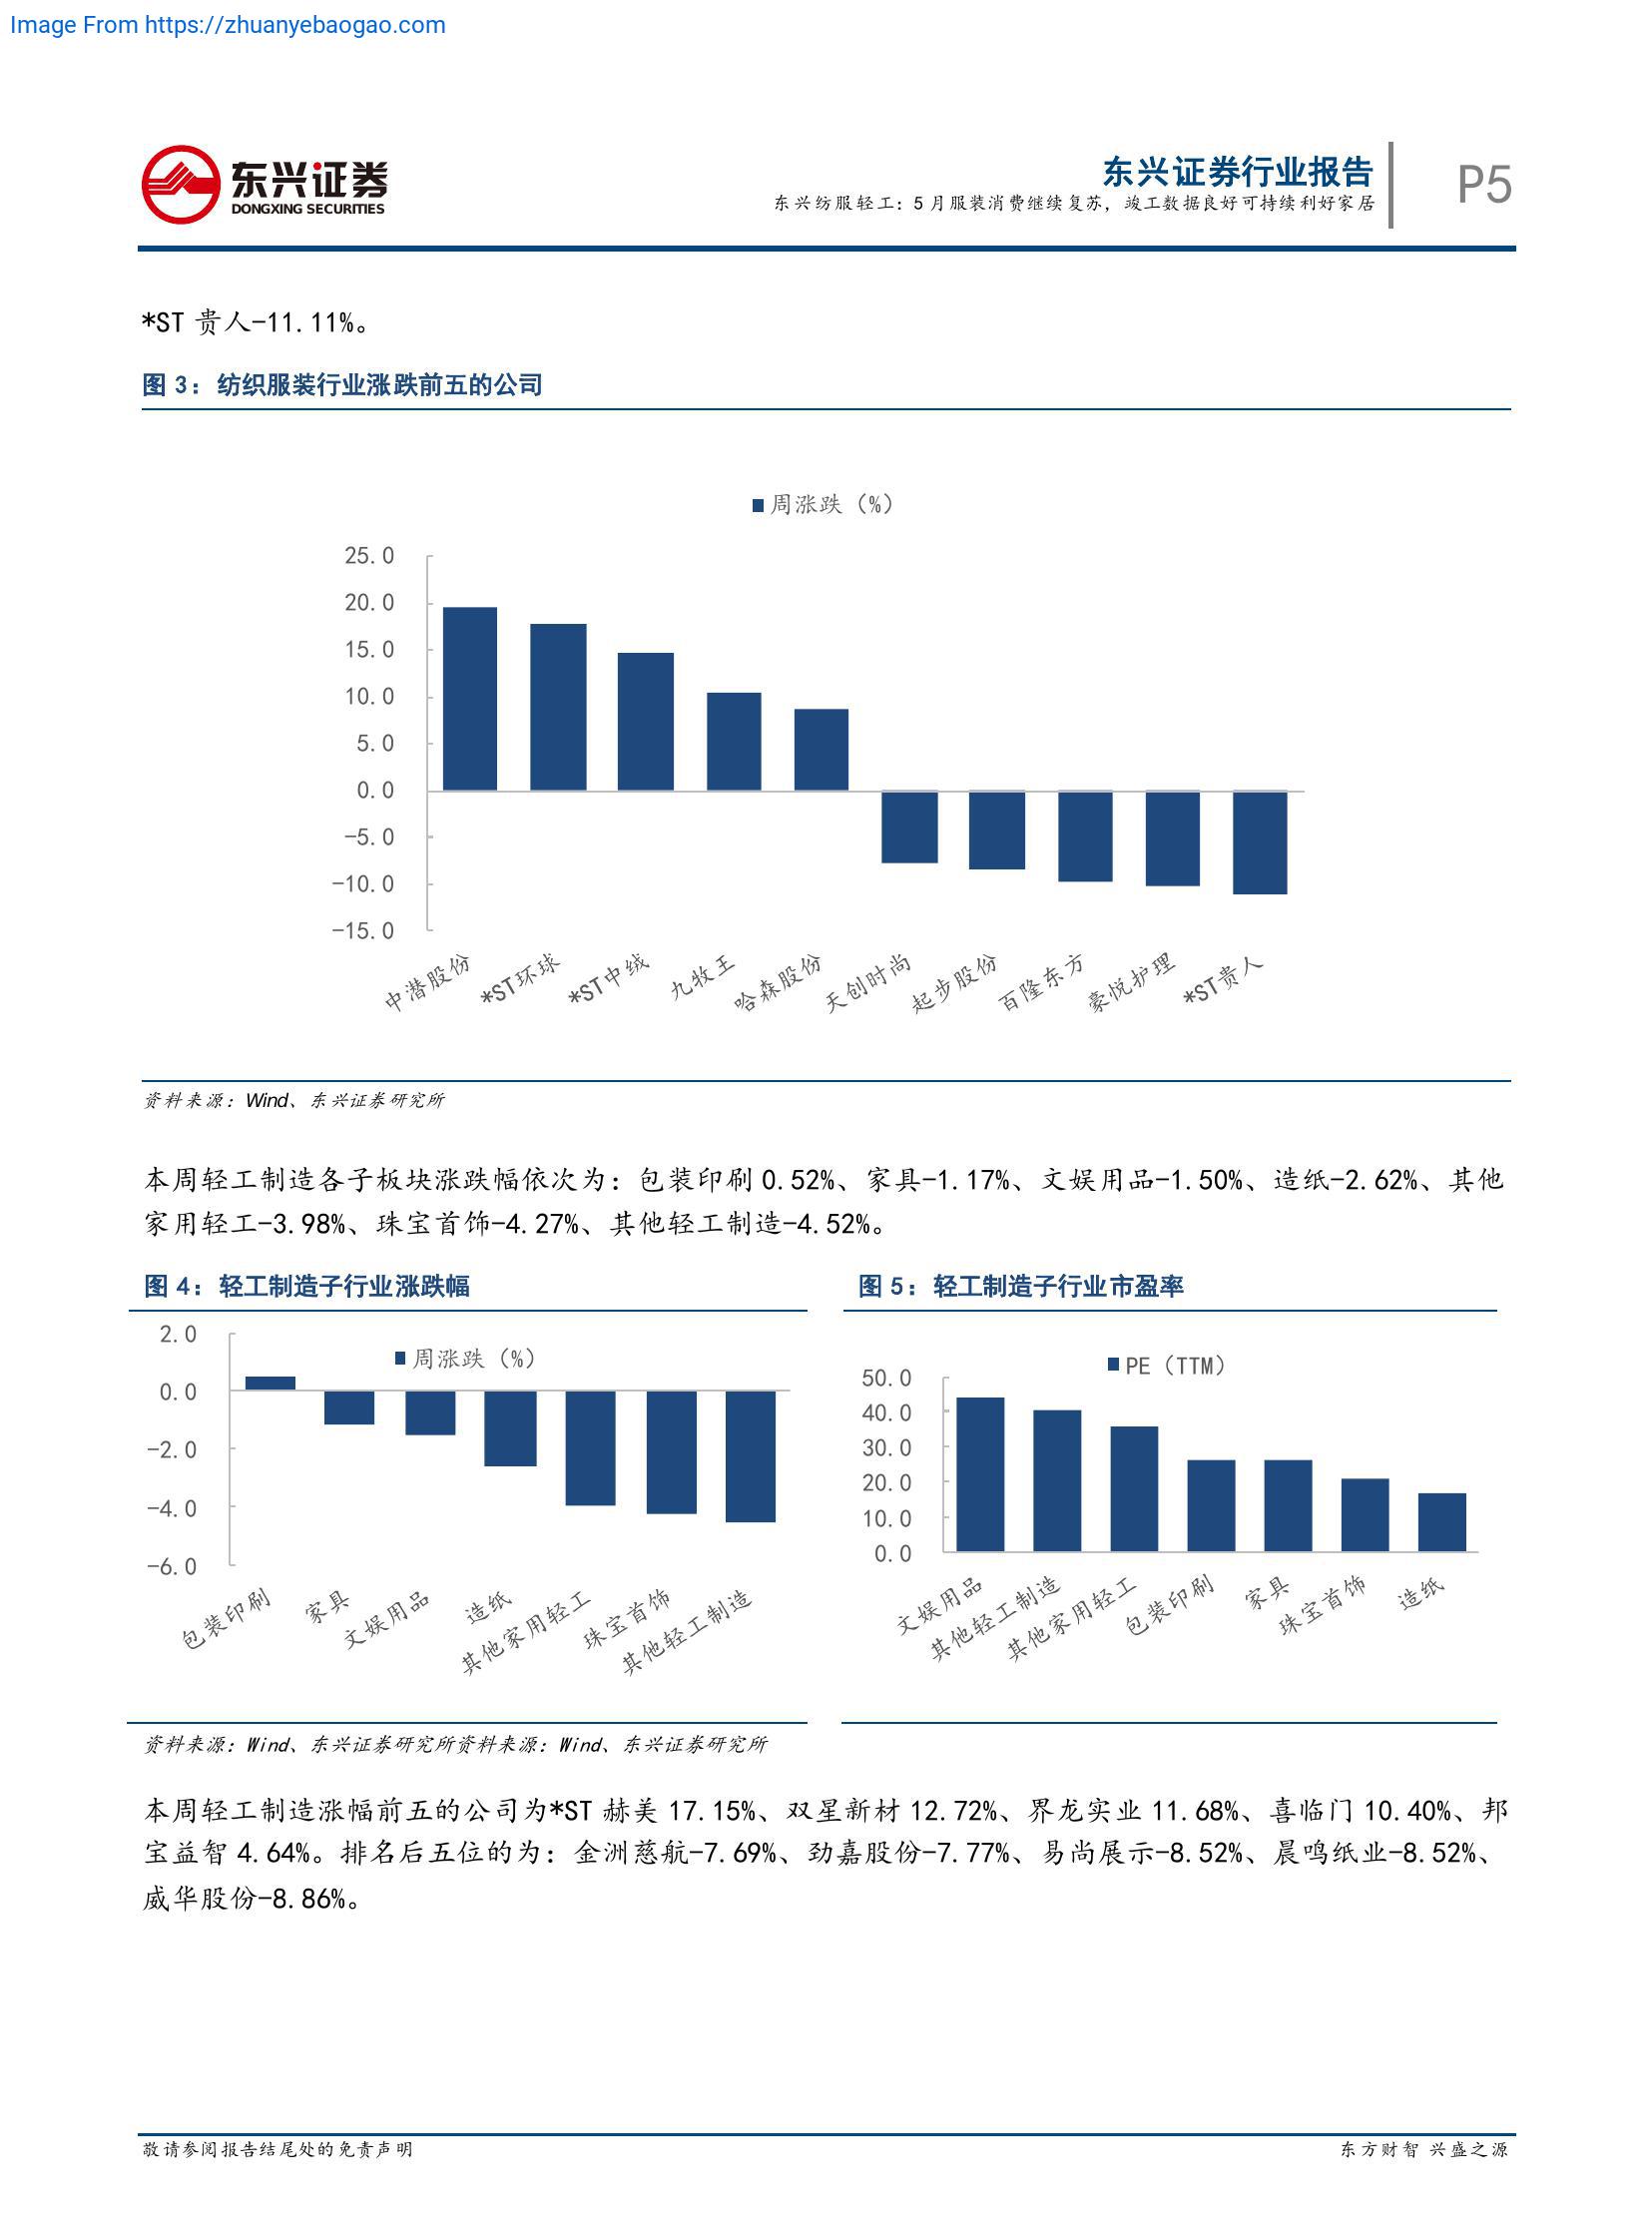 Image From https://zhuanyebaogao.com
东兴证券
DONGXING SECURITIES
东兴证券行业报告
东兴纺服轻工：5 月服装消费继续复苏，竣工数据良好可持续利好家居
P5
*ST 贵人-11.11%。
图 3：纺织服装行业涨跌前五的公司
周涨跌（%）
25.0
20.0
15.0
10.0
5.0
0.0
-5.0
-10.0
-15.0
中潜股份
*ST环球
*ST中绒
九牧王
哈森股份
天创时尚
起步股份
百隆东方
豪悦护理
*ST贵人
资料来源：Wind、东兴证券研究所
本周轻工制造各子板块涨跌幅依次为：包装印刷 0.52%、家具-1.17%、文娱用品-1.50%、造纸-2.62%、其他
家用轻工-3.98%、珠宝首饰-4.27%、其他轻工制造-4.52%。
图 4：轻工制造子行业涨跌幅
周涨跌（%）
2.0
0.0
-2.0
-4.0
-6.0
包装印刷
家具
文娱用品
造纸
其他家用轻工
珠宝首饰
其他轻工制造
图 5：轻工制造子行业市盈率
PE（TTM）
50.0
40.0
30.0
20.0
10.0
0.0
文娱用品
其他轻工制造
其他家用轻工
包装印刷
家具
珠宝首饰
造纸
资料来源：Wind、东兴证券研究所资料来源：Wind、东兴证券研究所
本周轻工制造涨幅前五的公司为*ST 赫美 17.15%、双星新材 12.72%、界龙实业 11.68%、喜临门 10.40%、邦
宝益智 4.64%。排名后五位的为：金洲慈航-7.69%、劲嘉股份-7.77%、易尚展示-8.52%、晨鸣纸业-8.52%、
威华股份-8.86%。
敬请参阅报告结尾处的免责声明
东方财智 兴盛之源